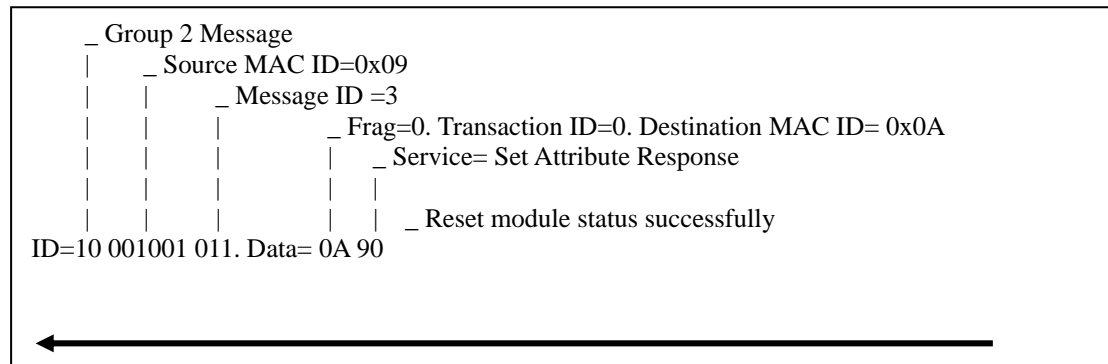 _ Group 2 Message
| _ Source MAC ID=0x09
| | _ Message ID =3
| | | _ Frag=0. Transaction ID=0. Destination MAC ID= 0x0A
| | | | _ Service= Set Attribute Response
| | | | |
| | | | | _ Reset module status successfully
ID=10 001001 011. Data= 0A 90